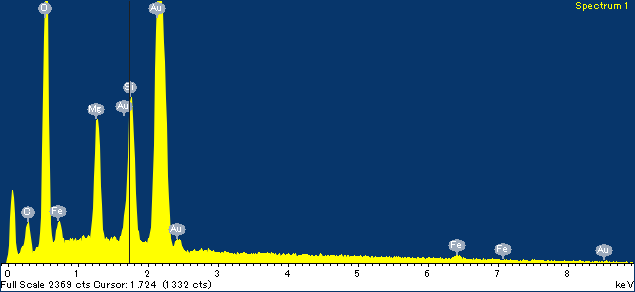 Spectrum 1
O Au
Si
Mg Au
C Fe
Au
Fe Fe Au
0 1 2 3 4 5 6 7 8
Full Scale 2369 cts Cursor: 1.724 (1332 cts) keV